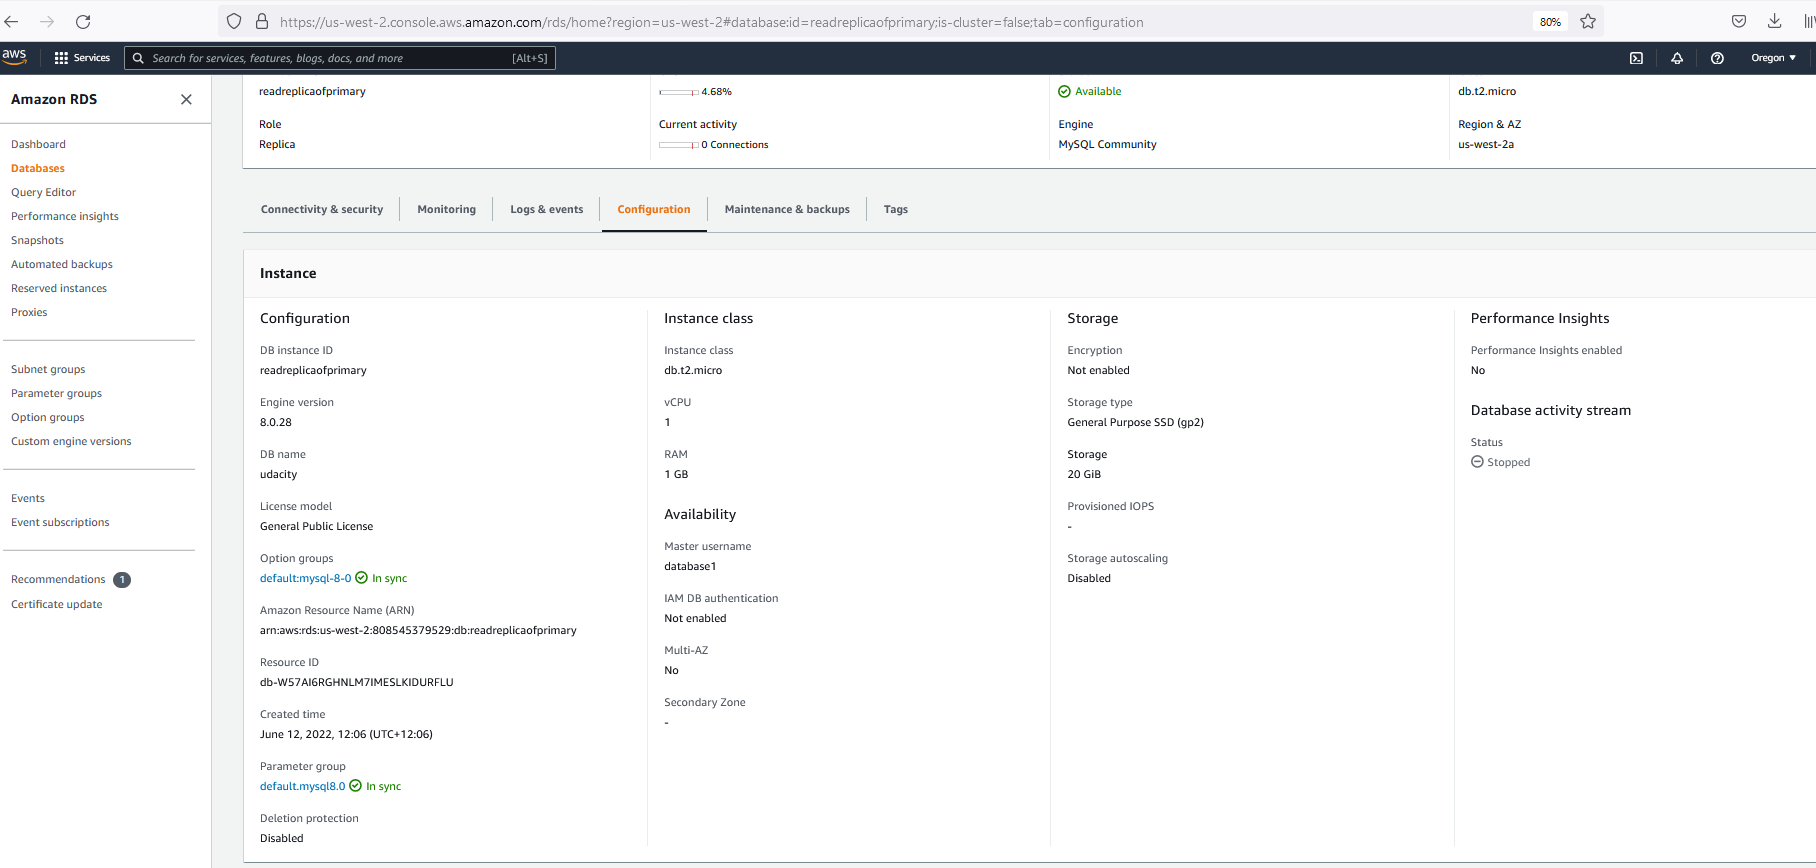 https://us-west-2.console.aws.amazon.com/rds/home?region=us-west-2#database:id=readreplicaofprimary;is-cluster=false;tab=configuration
80%
aws
Services
Search for services, features, blogs, docs, and more
[Alt+S]
Oregon
Amazon RDS
Dashboard
Databases
Query Editor
Performance insights
Snapshots
Automated backups
Reserved instances
Proxies
Subnet groups
Parameter groups
Option groups
Custom engine versions
Events
Event subscriptions
Recommendations 1
Certificate update
readreplicaofprimary
4.68%
Available
db.t2.micro
Role
Replica
Current activity
0 Connections
Engine
MySQL Community
Region & AZ
us-west-2a
Connectivity & security
Monitoring
Logs & events
Configuration
Maintenance & backups
Tags
Instance
Configuration
DB instance ID
readreplicaofprimary
Engine version
8.0.28
DB name
udacity
License model
General Public License
Option groups
default:mysql-8-0 In sync
Amazon Resource Name (ARN)
arn:aws:rds:us-west-2:808545379529:db:readreplicaofprimary
Resource ID
db-W57AI6RGHNLM7IMESLKIDURFLU
Created time
June 12, 2022, 12:06 (UTC+12:06)
Parameter group
default.mysql8.0 In sync
Deletion protection
Disabled
Instance class
Instance class
db.t2.micro
vCPU
1
RAM
1 GB
Availability
Master username
database1
IAM DB authentication
Not enabled
Multi-AZ
No
Secondary Zone
-
Storage
Encryption
Not enabled
Storage type
General Purpose SSD (gp2)
Storage
20 GiB
Provisioned IOPS
-
Storage autoscaling
Disabled
Performance Insights
Performance Insights enabled
No
Database activity stream
Status
Stopped